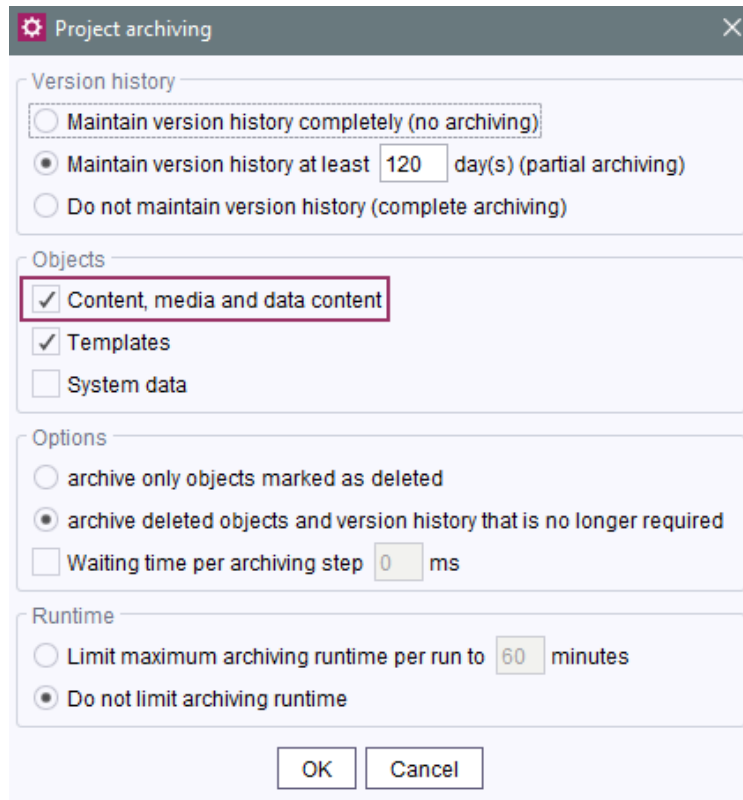 Project archiving
Version history
Maintain version history completely (no archiving)
Maintain version history at least 120 day(s) (partial archiving)
Do not maintain version history (complete archiving)
Objects
Content, media and data content
Templates
System data
Options
archive only objects marked as deleted
archive deleted objects and version history that is no longer required
Waiting time per archiving step 0 ms
Runtime
Limit maximum archiving runtime per run to 60 minutes
Do not limit archiving runtime
OK Cancel